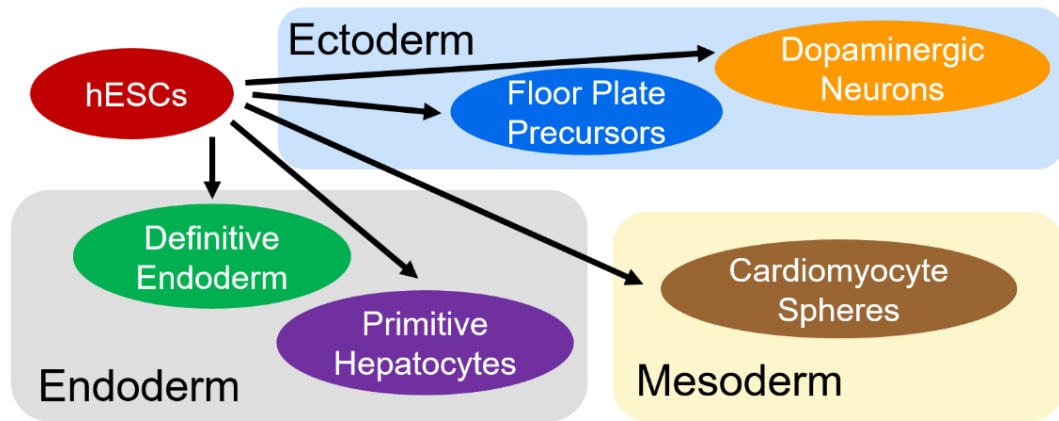 Ectoderm
hESCs
Dopaminergic
Neurons
Floor Plate
Precursors
Definitive
Endoderm
Primitive
Hepatocytes
Endoderm
Cardiomyocyte
Spheres
Mesoderm